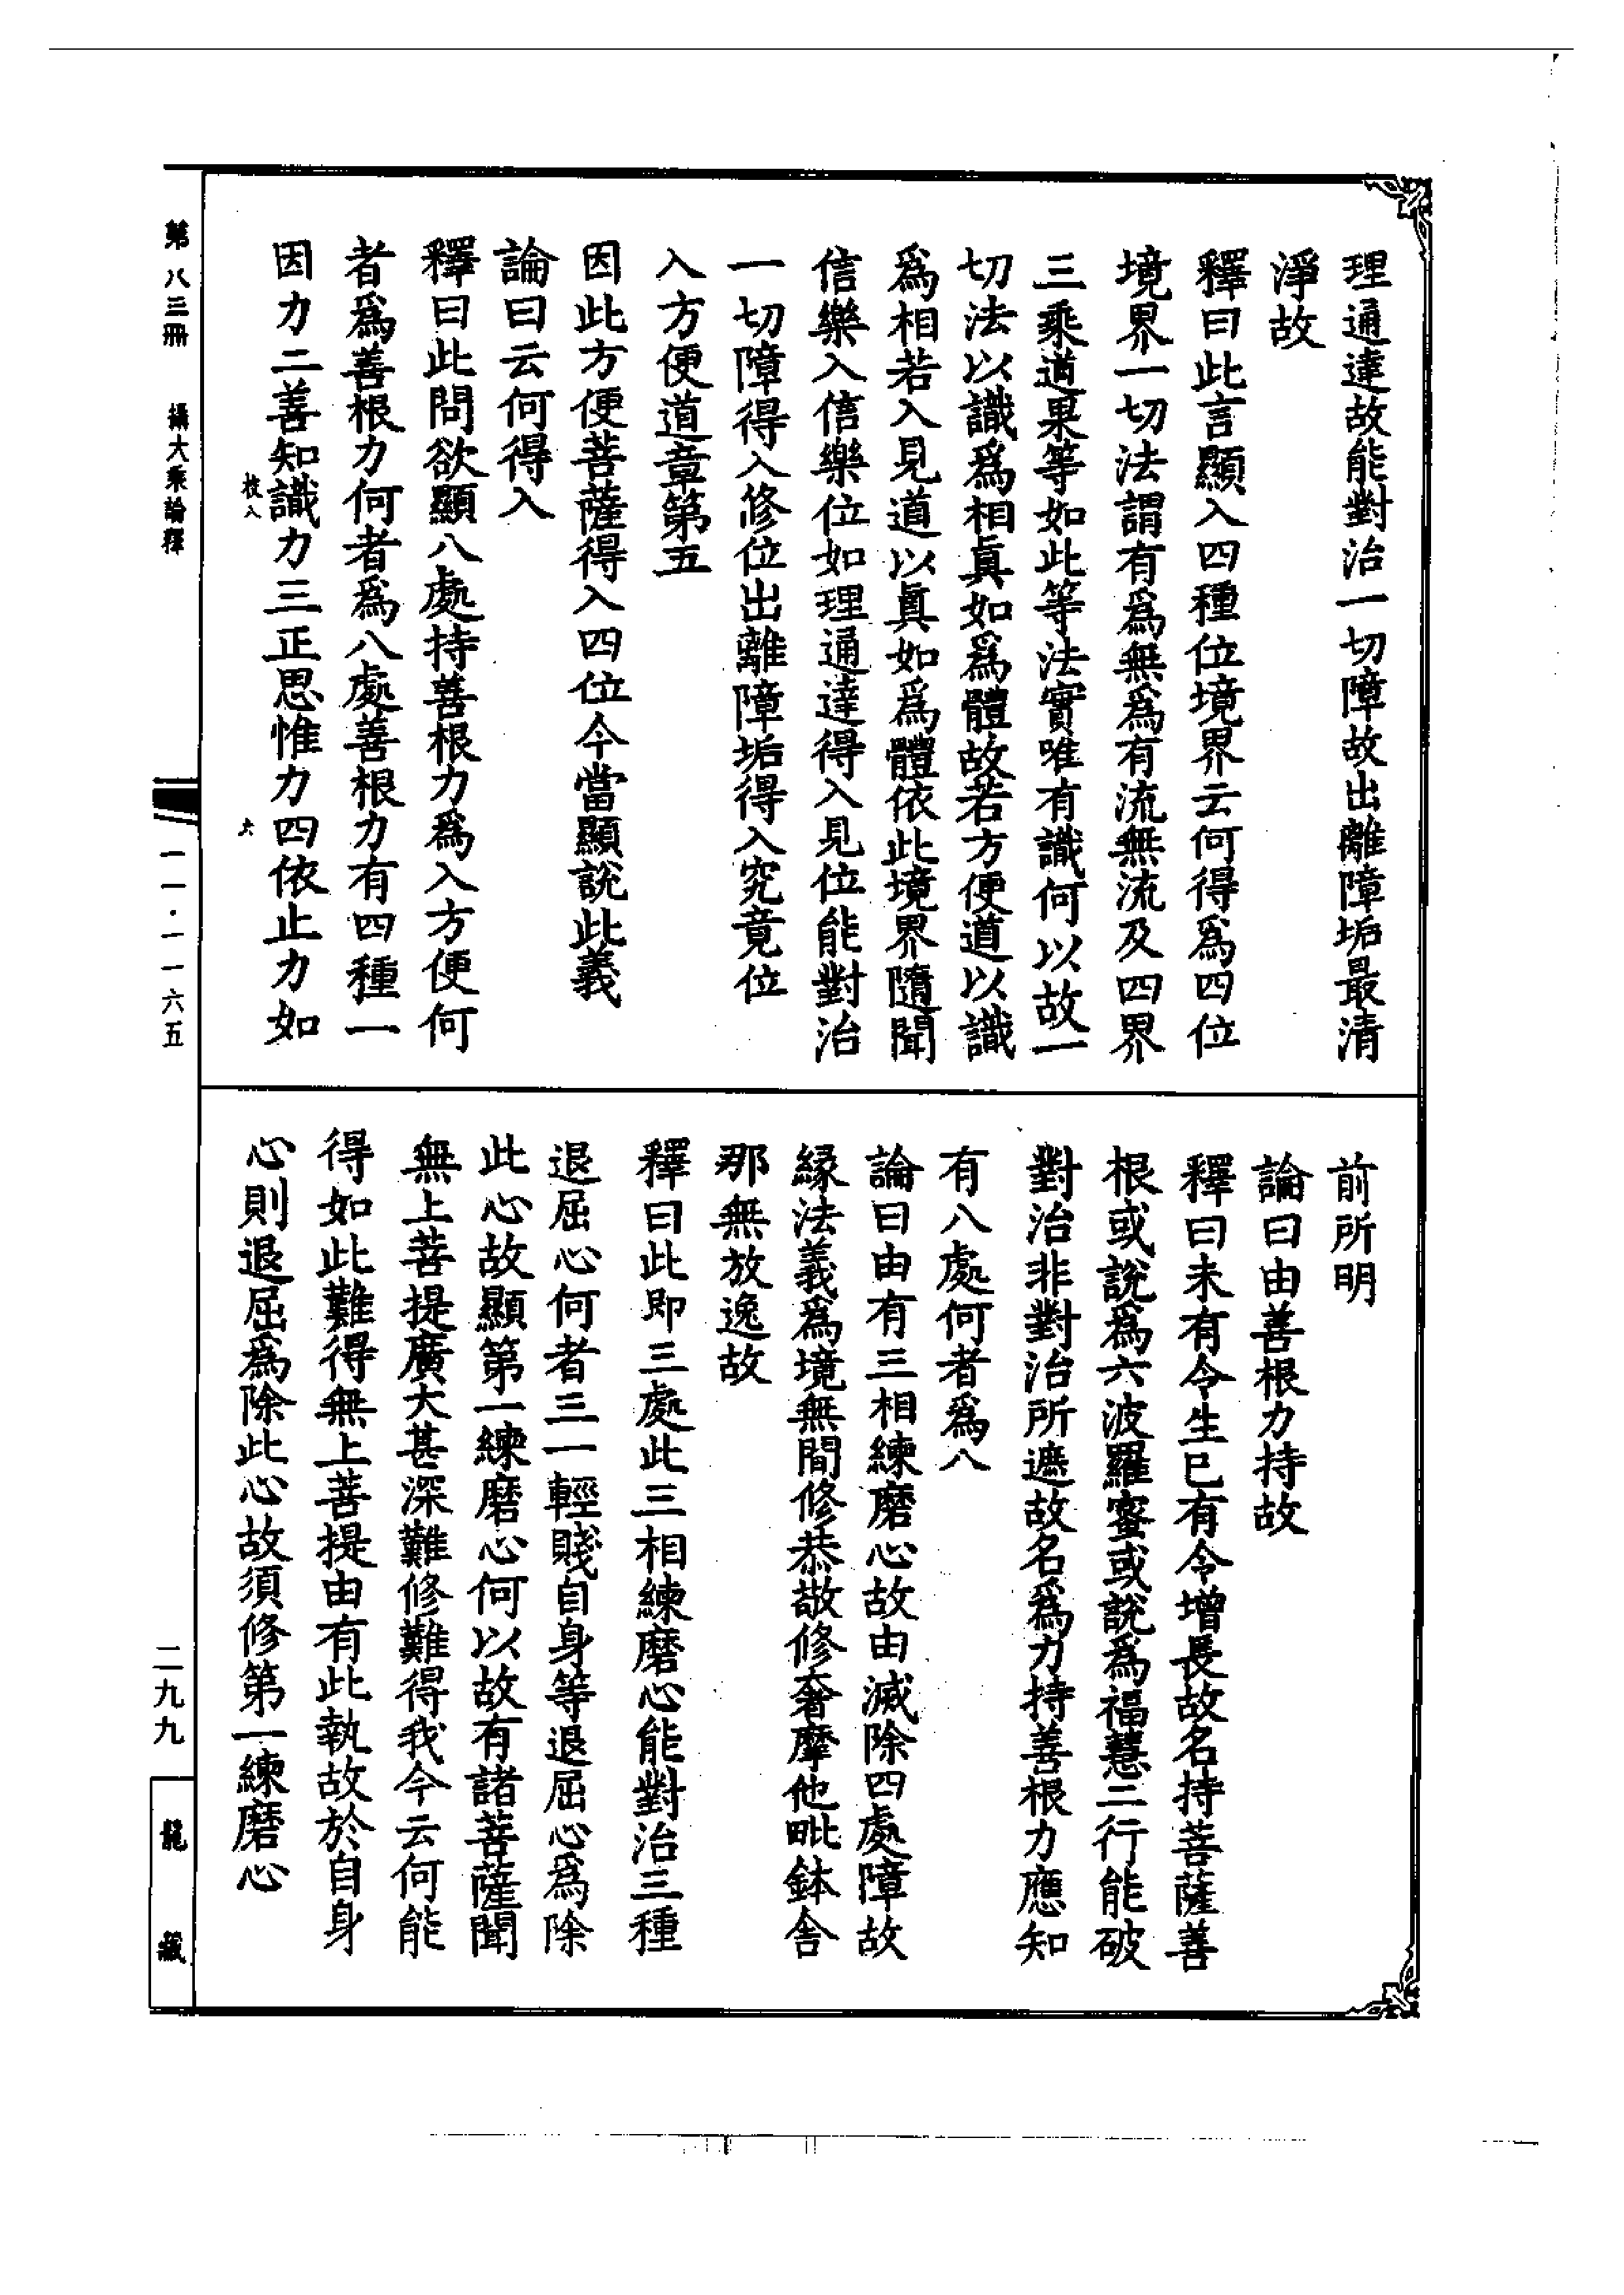 理通達故能對治一切障故出離障垢最清
淨故
釋曰此言顯入四種位境界云何得爲四位
境界一切法謂有爲無爲有流無流及四界
三乘道果等如此等法實唯有識何以故一
切法以識爲相眞如爲體故若方便道以識
爲相若入見道以眞如爲體依此境界隨聞
信樂入信樂位如理通達得入見位能對治
一切障得入修位出離障垢得入究竟位
入方便道章第五
因此方便菩薩得入四位今當顯說此義
論曰云何得入
釋曰此問欲顯八處持善根力爲入方便何
者爲善根力何者爲八處善根力有四種一
因力二善知識力三正思惟力四依止力如
前所明
論曰由善根力持故
釋曰未有令生已有令增長故名持菩薩善
根或說爲六波羅蜜或說爲福慧三行能破
對治非對治所遮故名爲力持善根力應知
有八處何者爲八
論曰由有三相練磨心故由滅除四處障故
緣法義爲境無間修恭敬修奢摩他毗鉢舍
那無放逸故
釋曰此即三處此三相練磨心能對治三種
退屈心何者三一輕賤自身等退屈心爲除
此心故顯第一練磨心何以故有諸菩薩聞
無上菩提廣大甚深難修難得我今云何能
得如此難得無上菩提由有此執故於自身
心則退屈爲除此心故須修第一練磨心
枝八
六
第八三冊
攝大乘論釋
一一·一一六五
二九九
龍藏